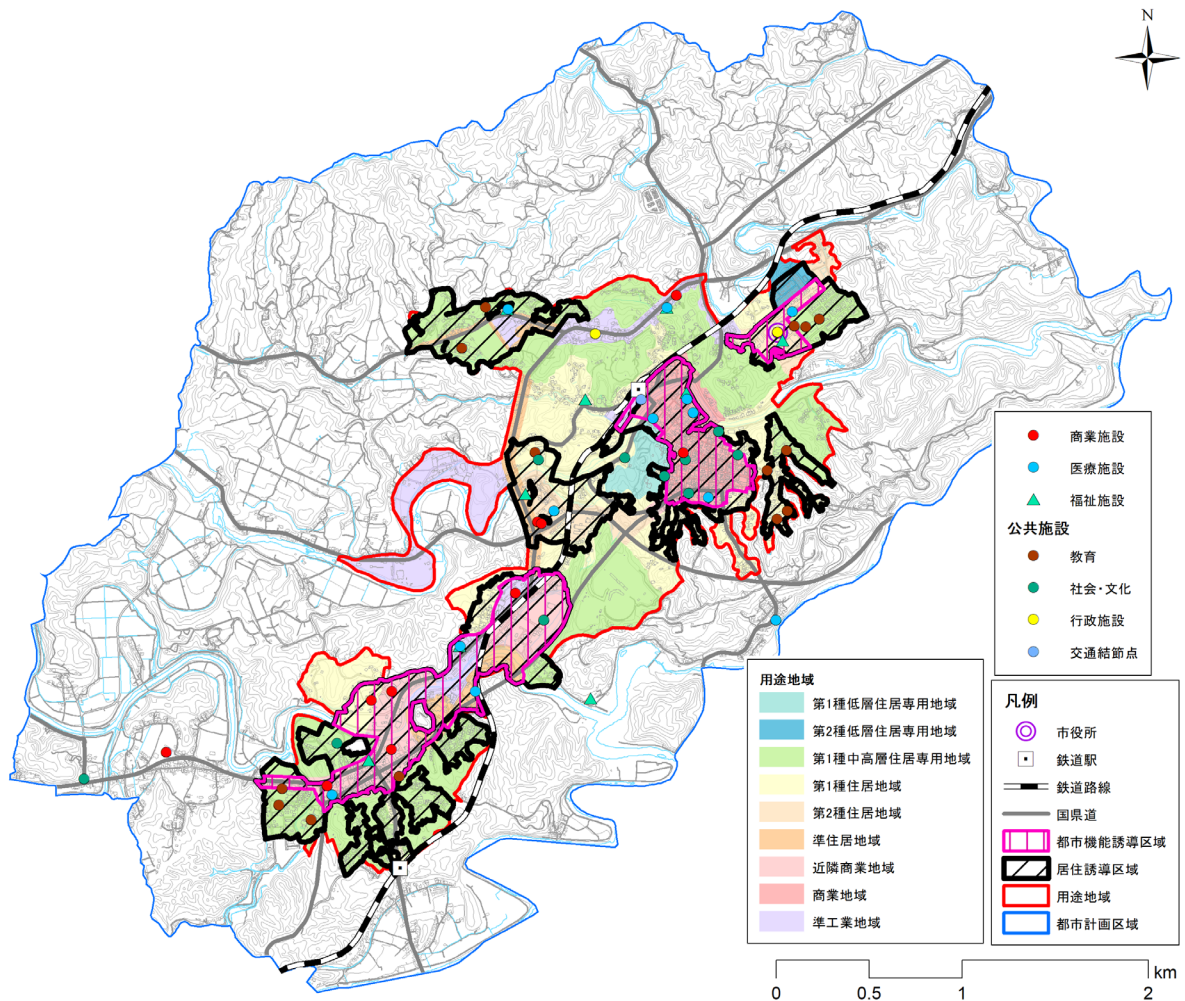 N
商業施設
医療施設
福祉施設
公共施設
教育
社会・文化
行政施設
交通結節点
用途地域
第1種低層住居専用地域
第2種低層住居専用地域
第1種中高層住居専用地域
第1種住居地域
第2種住居地域
準住居地域
近隣商業地域
商業地域
準工業地域
凡例
市役所
鉄道駅
鉄道路線
国県道
都市機能誘導区域
居住誘導区域
用途地域
都市計画区域
km
0 0.5 1 2